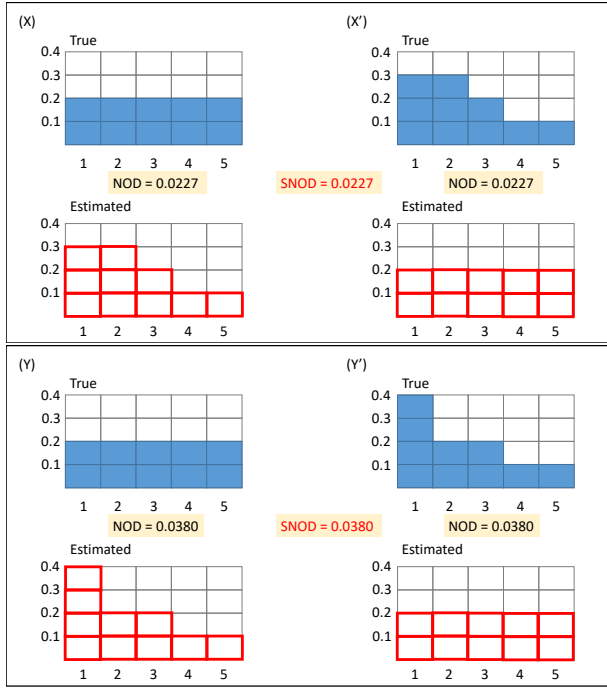 (X)
(X')
True
True
0.4
0.4
0.3
0.3
0.2
0.2
0.1
0.1
1 2 3 4 5
1 2 3 4 5
NOD = 0.0227
SNOD = 0.0227
NOD = 0.0227
Estimated
Estimated
0.4
0.4
0.3
0.3
0.2
0.2
0.1
0.1
1 2 3 4 5
1 2 3 4 5
(Y)
(Y')
True
True
0.4
0.4
0.3
0.3
0.2
0.2
0.1
0.1
1 2 3 4 5
1 2 3 4 5
NOD = 0.0380
SNOD = 0.0380
NOD = 0.0380
Estimated
Estimated
0.4
0.4
0.3
0.3
0.2
0.2
0.1
0.1
1 2 3 4 5
1 2 3 4 5